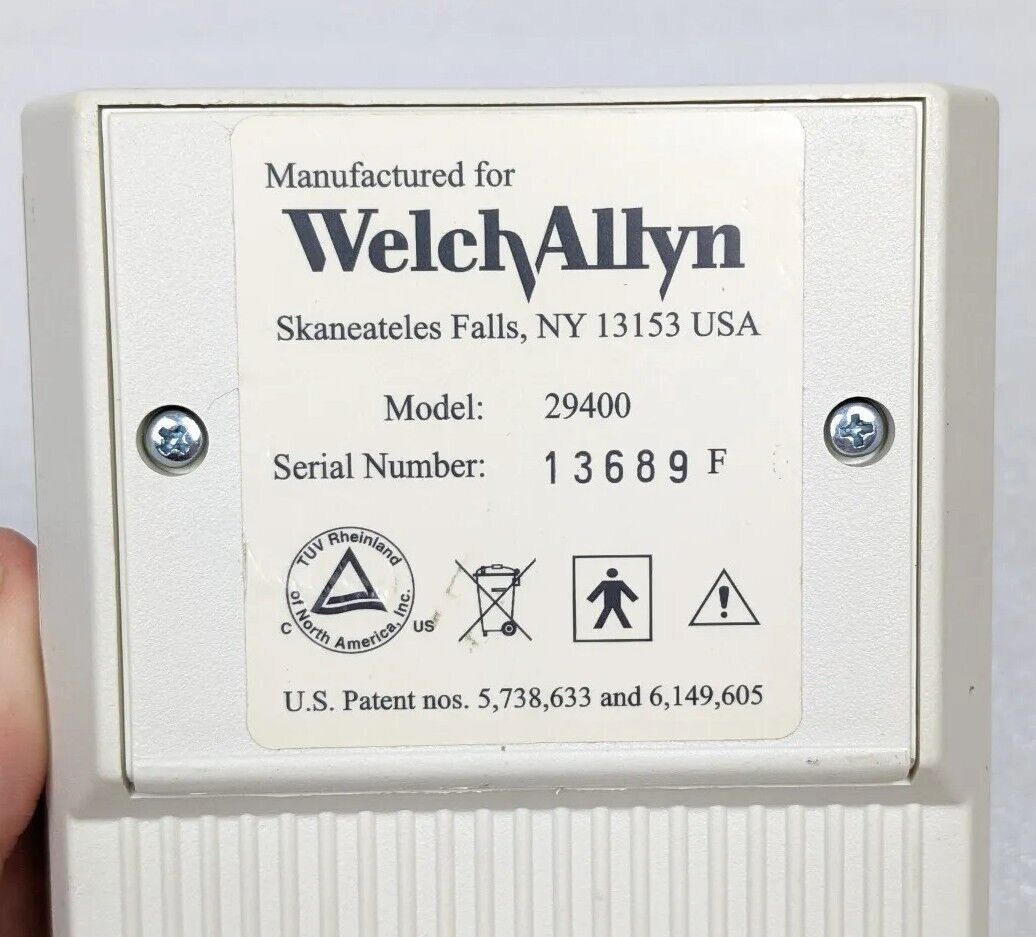 Manufactured for
WelchAllyn
Skaneateles Falls, NY 13153 USA
Model: 29400
Serial Number: 13689 F
TUV Rheinland
of North America, Inc.
C US
U.S. Patent nos. 5,738,633 and 6,149,605